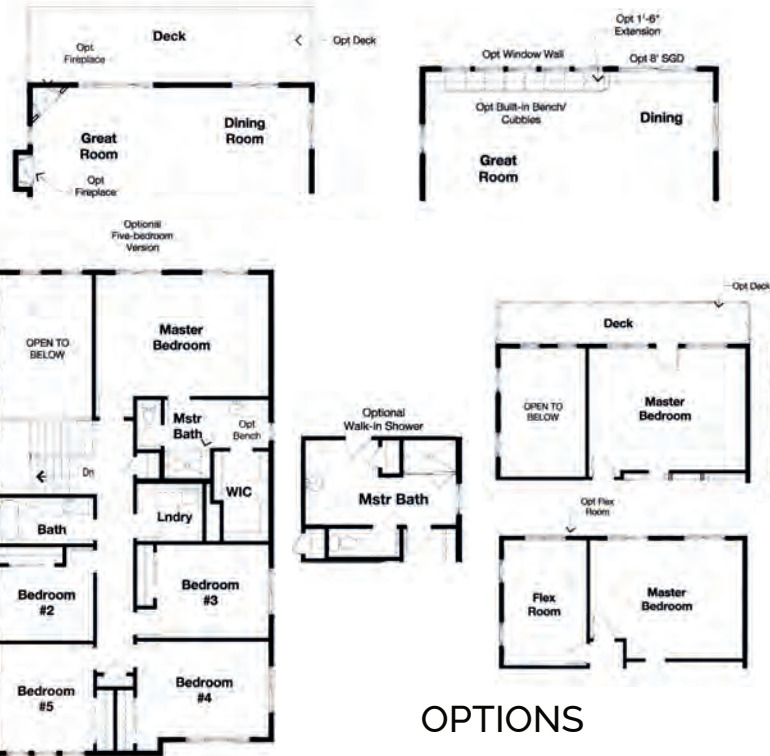 Opt
Fireplace
Deck
Opt Deck
Great
Room
Dining
Room
Opt
Fireplace
Opt 1'-6"
Extension
Opt Window Wall
Opt 8' SGD
Opt Built-in Bench/
Cubbies
Dining
Great
Room
Optional
Five-bedroom
Version
OPEN TO
BELOW
Master
Bedroom
Mstr
Bath
Opt
Bench
Dn
WIC
Bath
Lndry
Bedroom
#2
Bedroom
#3
Bedroom
#5
Bedroom
#4
Optional
Walk-in Shower
Mstr Bath
Opt Deck
Deck
OPEN TO
BELOW
Master
Bedroom
Opt Flex
Room
Flex
Room
Master
Bedroom
OPTIONS